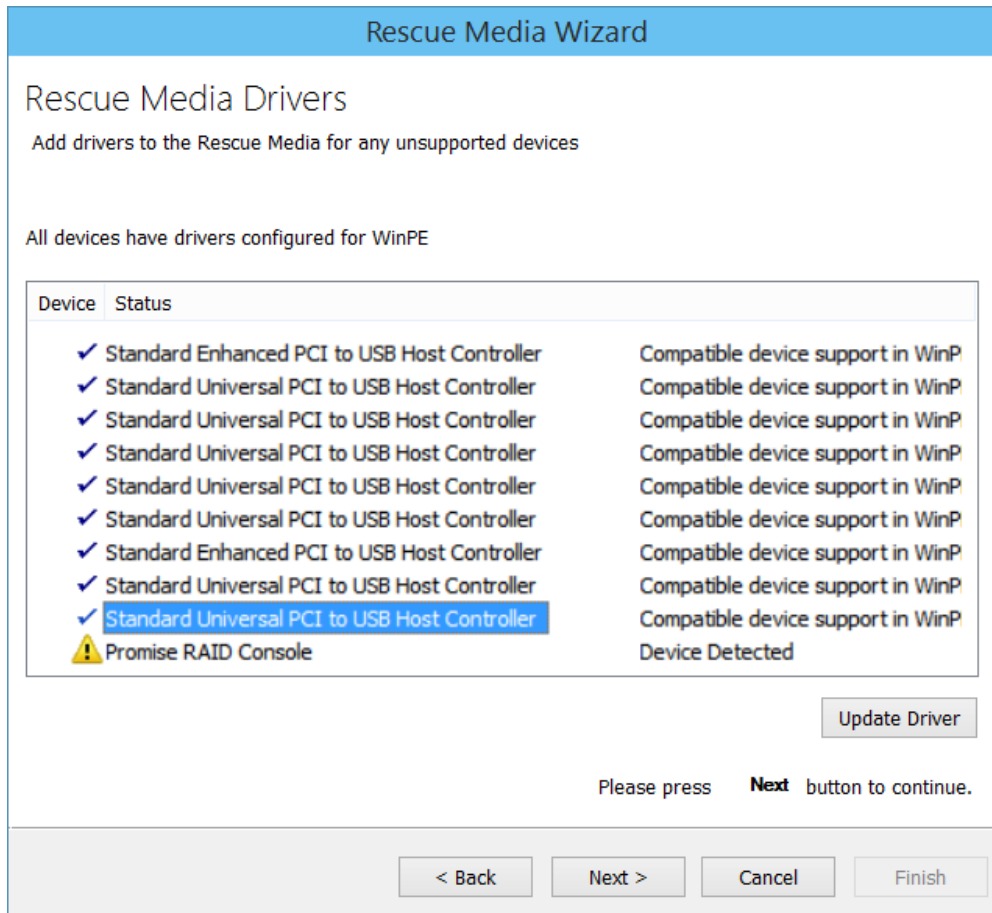 Rescue Media Wizard
Rescue Media Drivers
Add drivers to the Rescue Media for any unsupported devices
All devices have drivers configured for WinPE
Device Status
Standard Enhanced PCI to USB Host Controller Compatible device support in WinP
Standard Universal PCI to USB Host Controller Compatible device support in WinP
Standard Universal PCI to USB Host Controller Compatible device support in WinP
Standard Universal PCI to USB Host Controller Compatible device support in WinP
Standard Universal PCI to USB Host Controller Compatible device support in WinP
Standard Universal PCI to USB Host Controller Compatible device support in WinP
Standard Enhanced PCI to USB Host Controller Compatible device support in WinP
Standard Universal PCI to USB Host Controller Compatible device support in WinP
Standard Universal PCI to USB Host Controller Compatible device support in WinP
Promise RAID Console Device Detected
Update Driver
Please press Next button to continue.
< Back Next > Cancel Finish